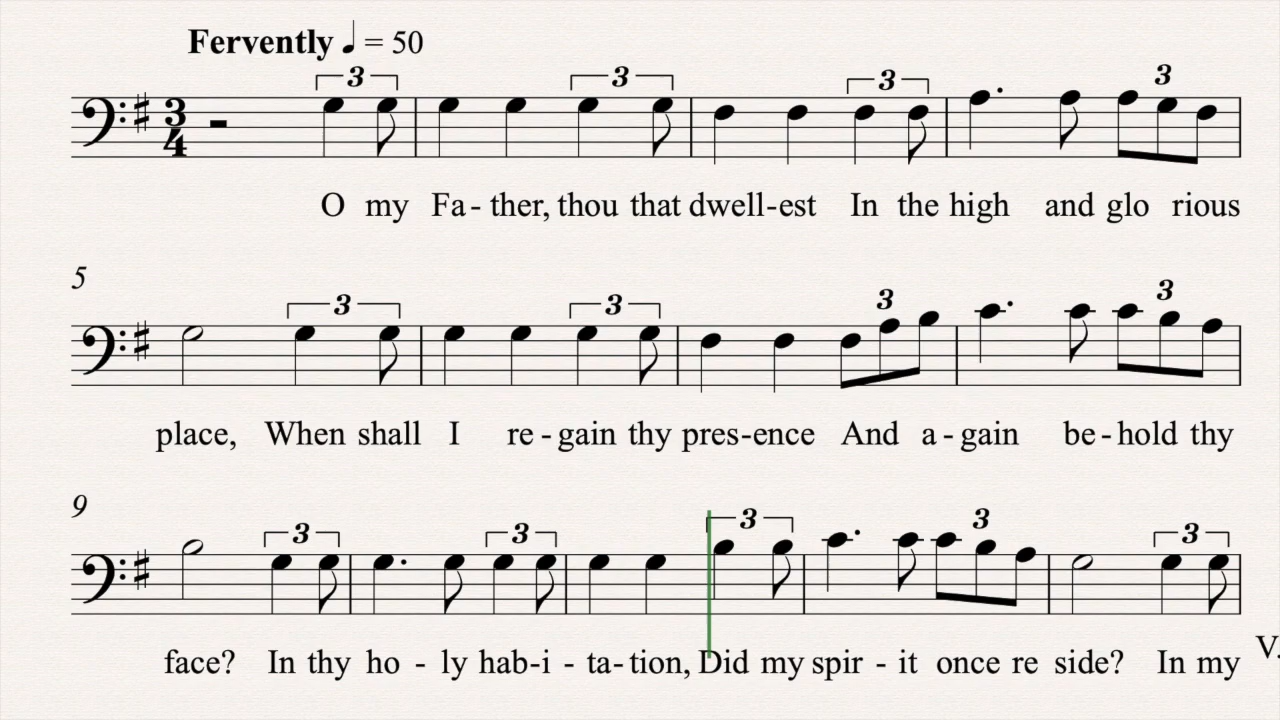 Fervently ♩ = 50
3 3 3 3
3 4
O my Fa - ther, thou that dwell-est In the high and glo rious
5
3 3 3 3
place, When shall I re - gain thy pres-ence And a - gain be - hold thy
9
3 3 3 3 3
face? In thy ho - ly hab-i - ta- tion, Did my spir - it once re side? In my
V.